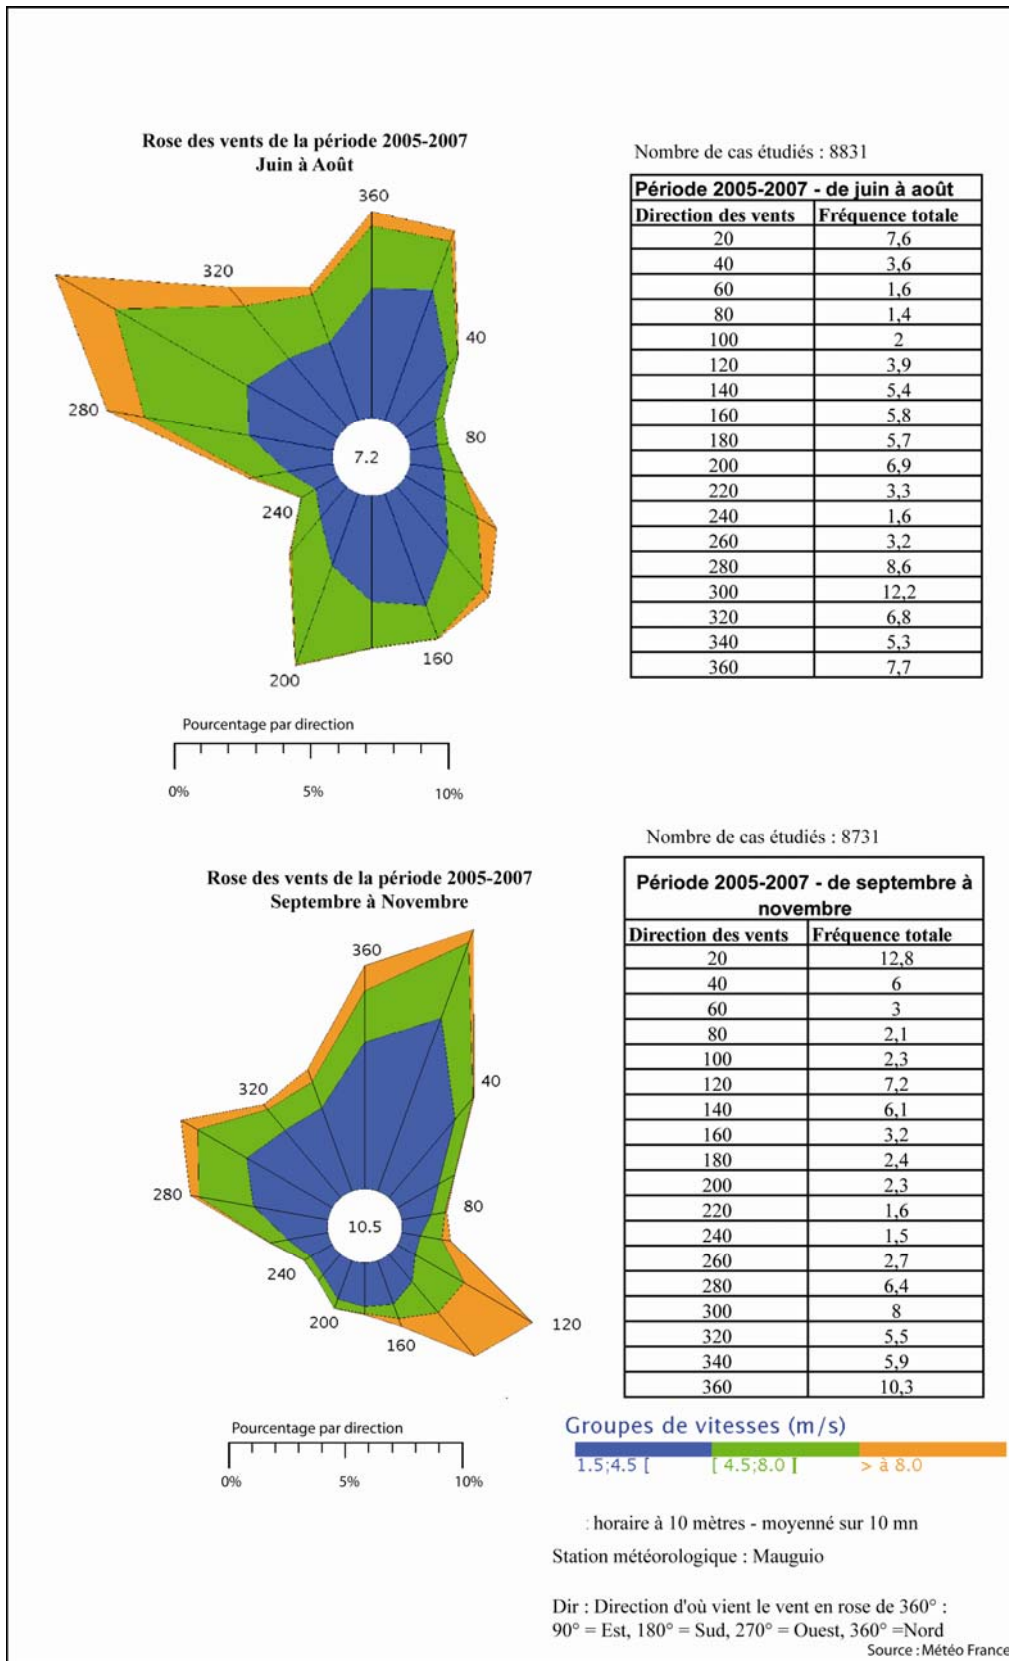 Rose des vents de la période 2005-2007
Juin à Août
360
320
40
280
80
7.2
240
160
200
Pourcentage par direction
0% 5% 10%
Nombre de cas étudiés : 8831
Période 2005-2007 - de juin à août
Direction des vents Fréquence totale
20 7,6
40 3,6
60 1,6
80 1,4
100 2
120 3,9
140 5,4
160 5,8
180 5,7
200 6,9
220 3,3
240 1,6
260 3,2
280 8,6
300 12,2
320 6,8
340 5,3
360 7,7
Rose des vents de la période 2005-2007
Septembre à Novembre
360
320
40
280
80
10.5
240
200
160
120
Pourcentage par direction
0% 5% 10%
Nombre de cas étudiés : 8731
Période 2005-2007 - de septembre à
novembre
Direction des vents Fréquence totale
20 12,8
40 6
60 3
80 2,1
100 2,3
120 7,2
140 6,1
160 3,2
180 2,4
200 2,3
220 1,6
240 1,5
260 2,7
280 6,4
300 8
320 5,5
340 5,9
360 10,3
Groupes de vitesses (m/s)
1.5;4.5 [ [ 4.5;8.0 ] > à 8.0
: horaire à 10 mètres - moyenné sur 10 mn
Station météorologique : Mauguio
Dir : Direction d'où vient le vent en rose de 360° :
90° = Est, 180° = Sud, 270° = Ouest, 360° =Nord
Source : Météo France